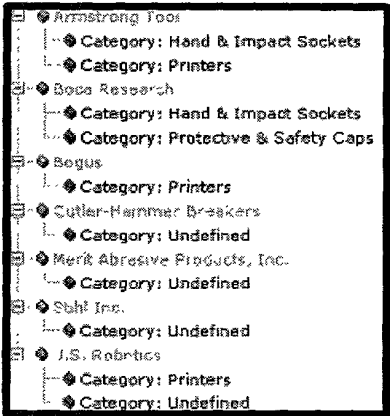 Armstrong Tool
Category: Hand & Impact Sockets
Category: Printers
Boca Research
Category: Hand & Impact Sockets
Category: Protective & Safety Caps
Bogus
Category: Printers
Cutler-Hammer Breakers
Category: Undefined
Merit Abrasive Products, Inc.
Category: Undefined
Inc.
Category: Undefined
J.S. Robotics
Category: Printers
Category: Undefined